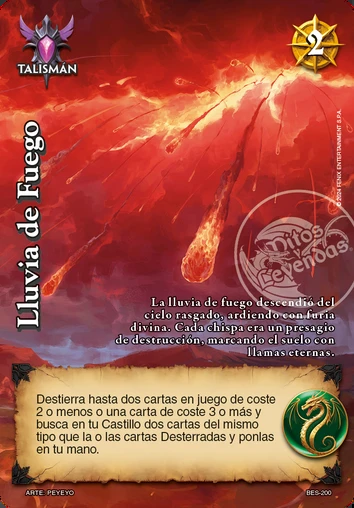 TALISMÁN
2
Lluvia de Fuego
© 2024 FENIX ENTERTAINMENT S.P.A.
Mitos y
Leyendas
La lluvia de fuego descendió del
cielo rasgado, ardiendo con furia
divina. Cada chispa era un presagio
de destrucción, marcando el suelo con
llamas eternas.
Destierra hasta dos cartas en juego de coste
2 o menos o una carta de coste 3 o más y
busca en tu Castillo dos cartas del mismo
tipo que la o las cartas Desterradas y ponlas
en tu mano.
ARTE: PEYEYO
BES-200